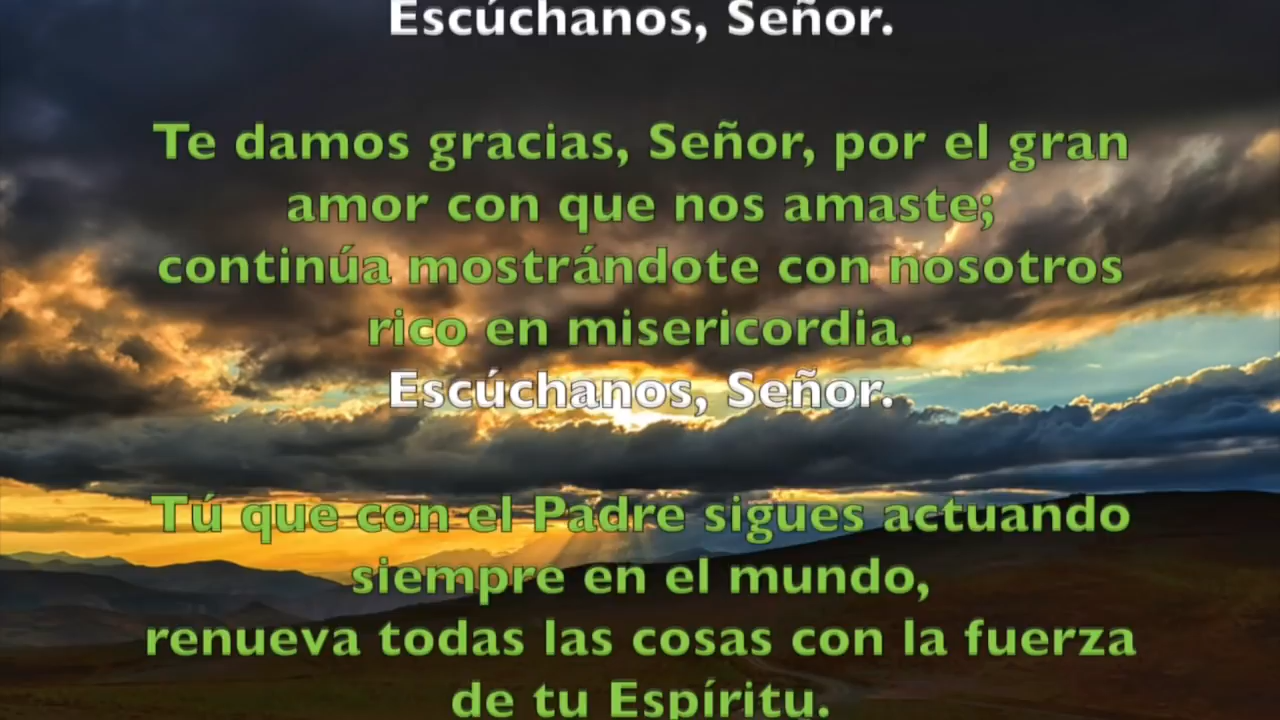 Escúchanos, Señor.
Te damos gracias, Señor, por el gran
amor con que nos amaste;
continúa mostrándote con nosotros
rico en misericordia.
Escúchanos, Señor.
Tú que con el Padre sigues actuando
siempre en el mundo,
renueva todas las cosas con la fuerza
de tu Espíritu.